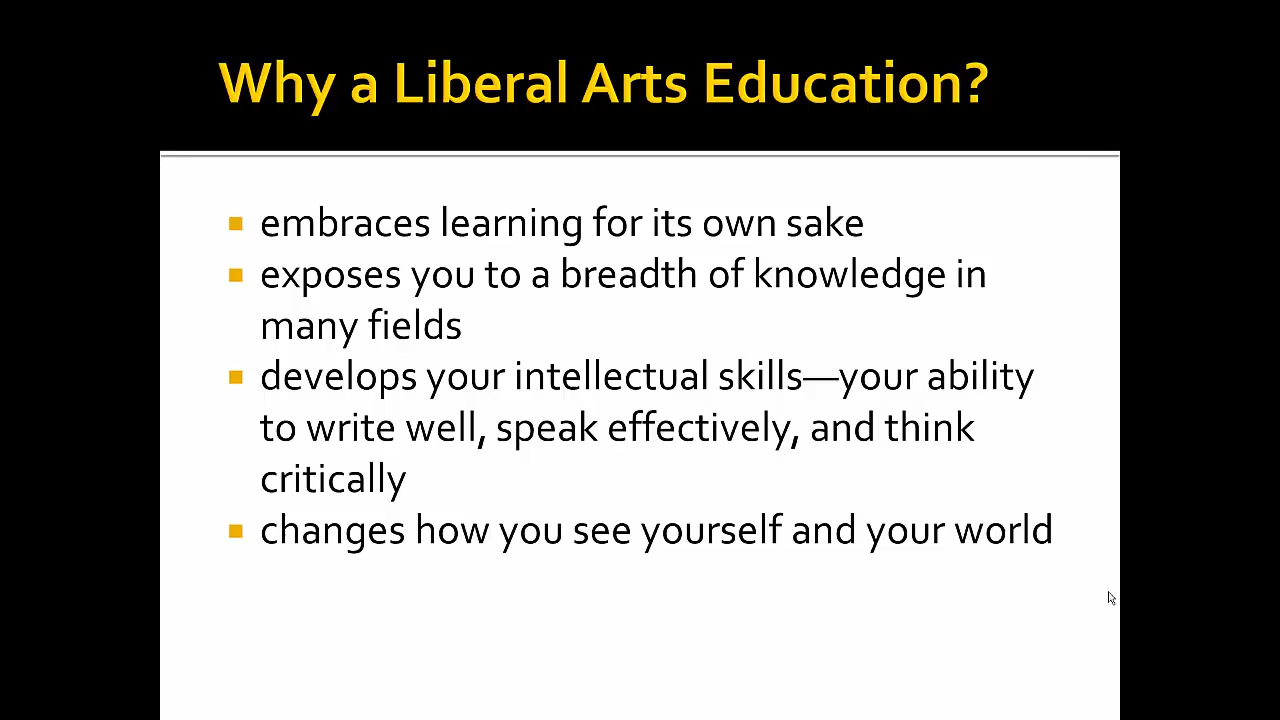 Why a Liberal Arts Education?
embraces learning for its own sake
exposes you to a breadth of knowledge in
many fields
develops your intellectual skills—your ability
to write well, speak effectively, and think
critically
changes how you see yourself and your world